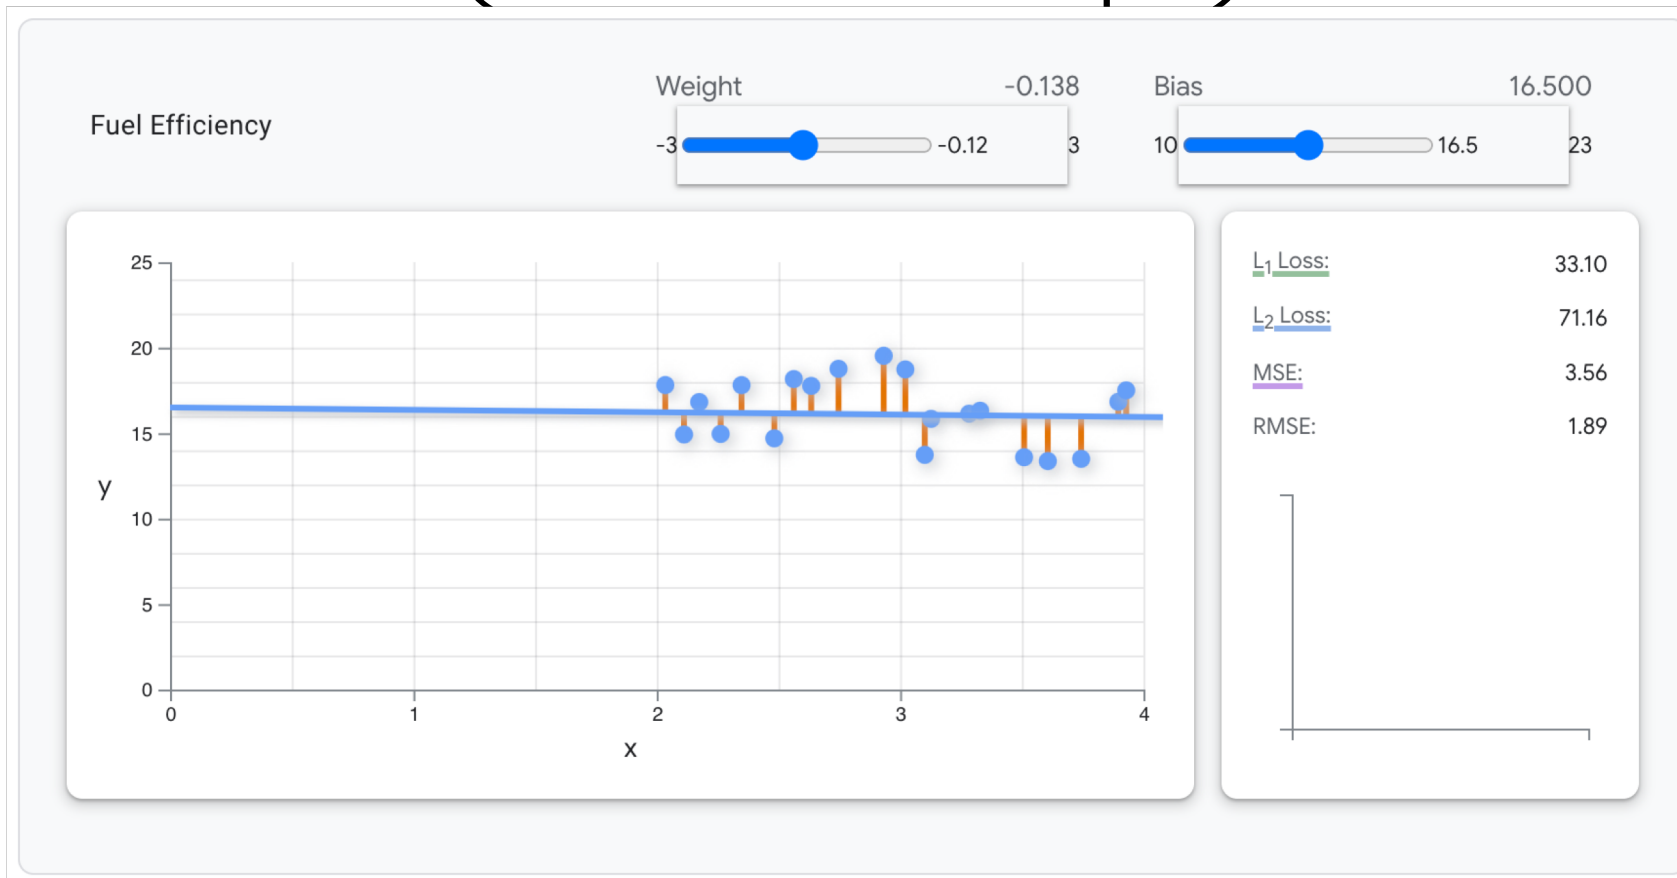 Weight -0.138 Bias 16.500
Fuel Efficiency
-3 -0.12 3 10 16.5 23
L1 Loss: 33.10
L2 Loss: 71.16
MSE: 3.56
RMSE: 1.89
25
20
15
y
10
5
0
0 1 2 3 4
x